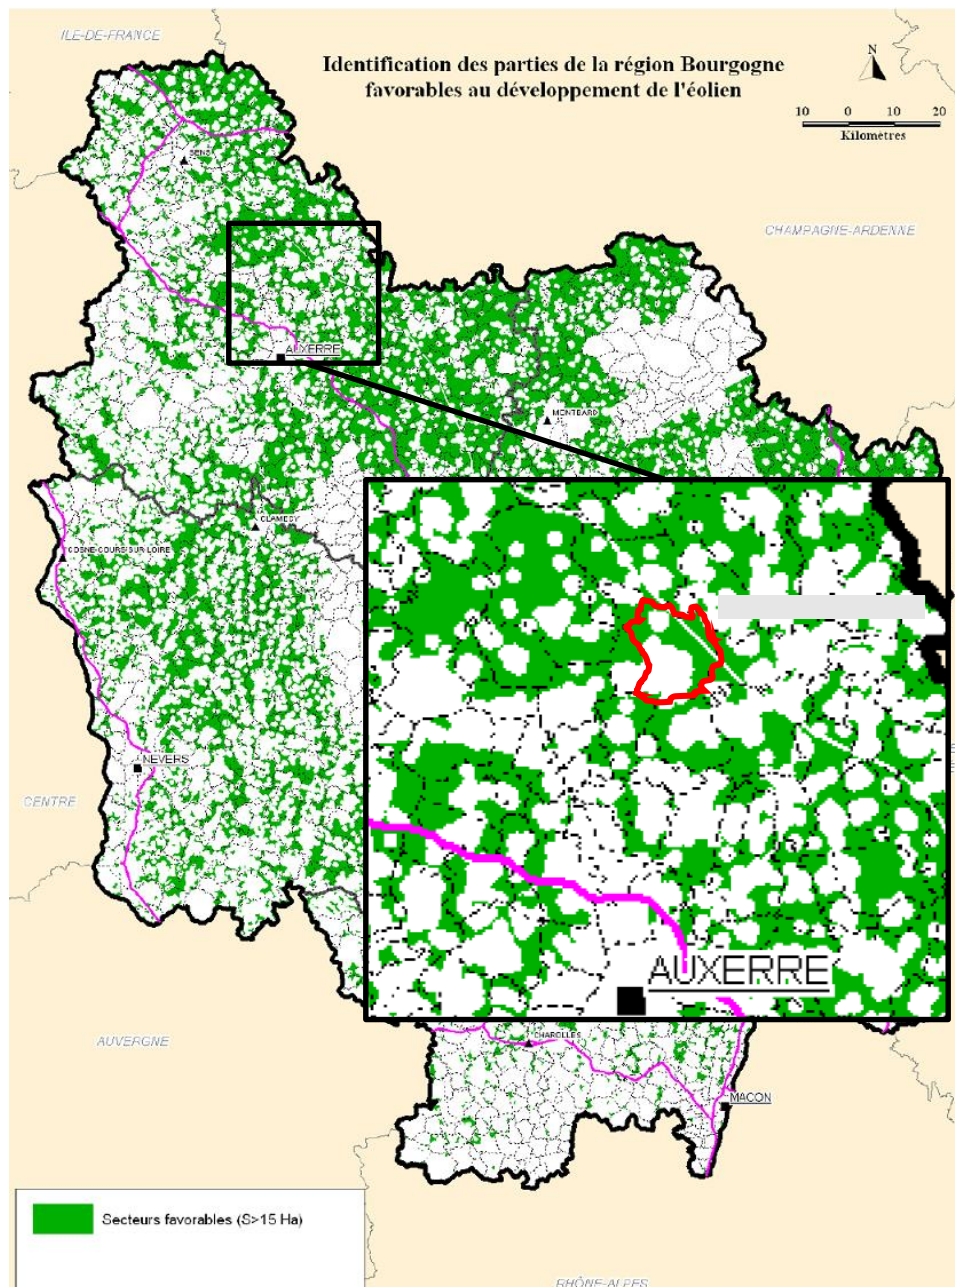 ILE-DE-FRANCE
Identification des parties de la région Bourgogne
favorables au développement de l'éolien
N
10 0 10 20
Kilometres
SENS
CHAMPAGNE-ARDENNE
AUXERRE
MONTBARD
CLAMECY
COSNE-COURS-SUR-LOIRE
NEVERS
CENTRE
AUXERRE
AUVERGNE
CHAROLLES
MACON
Secteurs favorables (S>15 Ha)
RHÔNE-ALPES